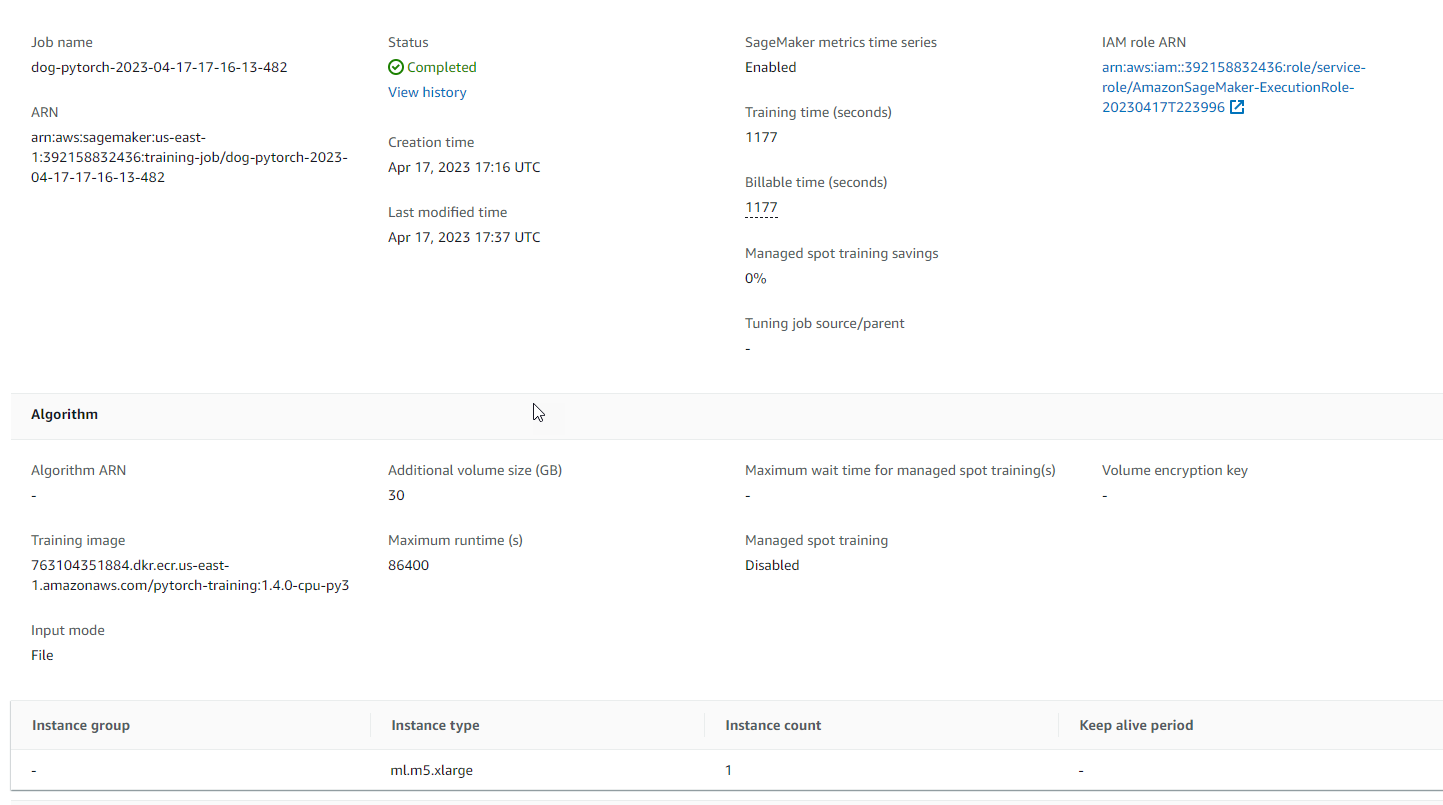 Job name
dog-pytorch-2023-04-17-17-16-13-482
ARN
arn:aws:sagemaker:us-east-
1:392158832436:training-job/dog-pytorch-2023-
04-17-17-16-13-482
Status
Completed
View history
Creation time
Apr 17, 2023 17:16 UTC
Last modified time
Apr 17, 2023 17:37 UTC
SageMaker metrics time series
Enabled
Training time (seconds)
1177
Billable time (seconds)
1177
Managed spot training savings
0%
Tuning job source/parent
-
IAM role ARN
arn:aws:iam::392158832436:role/service-
role/AmazonSageMaker-ExecutionRole-
20230417T223996
Algorithm
Algorithm ARN
-
Training image
763104351884.dkr.ecr.us-east-
1.amazonaws.com/pytorch-training:1.4.0-cpu-py3
Input mode
File
Additional volume size (GB)
30
Maximum runtime (s)
86400
Maximum wait time for managed spot training(s)
-
Managed spot training
Disabled
Volume encryption key
-
Instance group Instance type Instance count Keep alive period
- ml.m5.xlarge 1 -